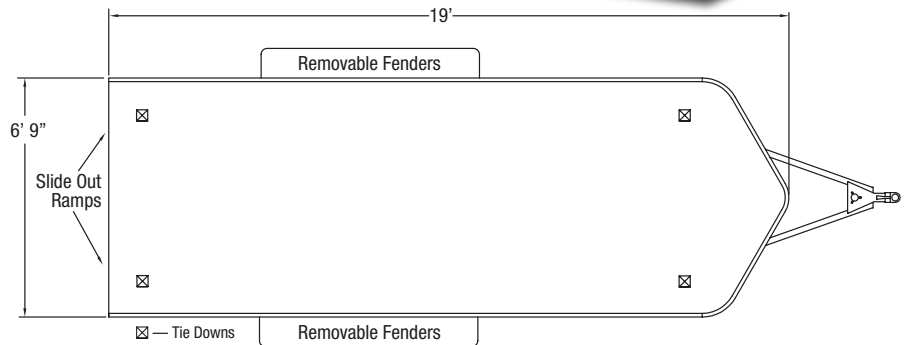 19’
Removable Fenders
6’ 9”
Slide Out
Ramps
— Tie Downs
Removable Fenders